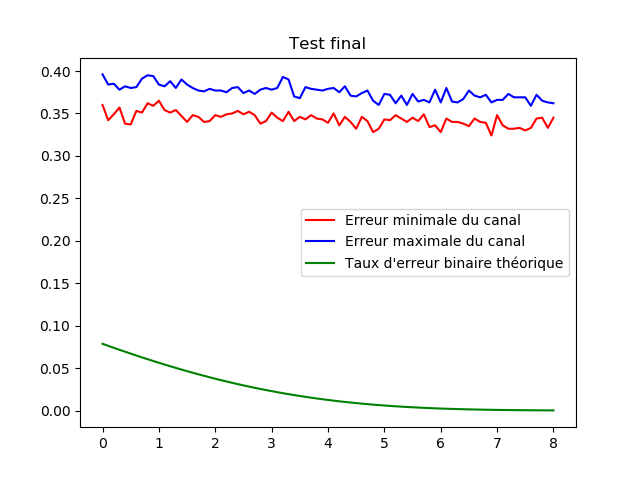 Test final
0.40
0.35
0.30
0.25
0.20
0.15
0.10
0.05
0.00
Erreur minimale du canal
Erreur maximale du canal
Taux d'erreur binaire théorique
0 1 2 3 4 5 6 7 8